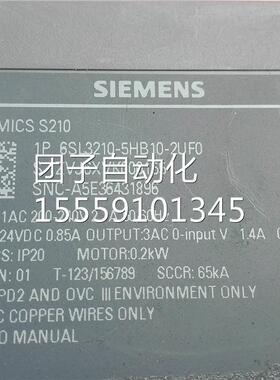 SIEMENS
MICS S210
1P 6SL3210-5HB10-2UF0
团子自动化
SNC-A5E36431896
15559101345
24VDC 0.85A OUTPUT:3AC 0-input V 1.4A
IP20 MOTOR:0.2kW
N: 01 T-123/156789 SCCR: 65kA
PD2 AND OVC III ENVIRONMENT ONLY
COPPER WIRES ONLY
O MANUAL